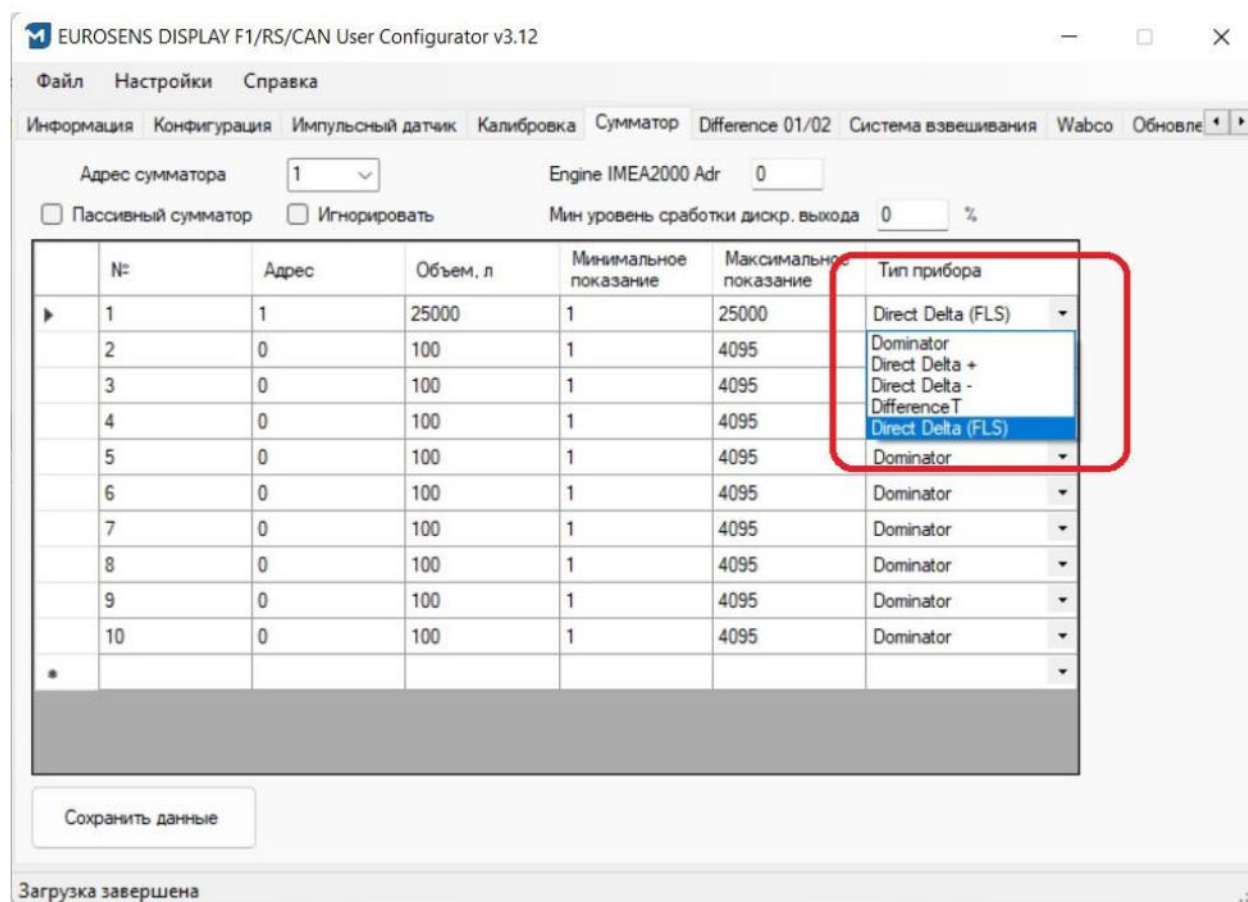 EUROSENS DISPLAY F1/RS/CAN User Configurator v3.12
Файл Настройки Справка
Информация Конфигурация Импульсный датчик Калибровка Сумматор Difference 01/02 Система взвешивания Wabco Обновле
Адрес сумматора 1 Engine IMEA2000 Adr 0
Пассивный сумматор Игнорировать Мин уровень сработки дискр. выхода 0 %
№ Адрес Объем, л Минимальное показание Максимальное показание Тип прибора
1 1 25000 1 25000 Direct Delta (FLS)
2 0 100 1 4095
Dominator
Direct Delta +
3 0 100 1 4095
Direct Delta -
4 0 100 1 4095
DifferenceT
Direct Delta (FLS)
5 0 100 1 4095 Dominator
6 0 100 1 4095 Dominator
7 0 100 1 4095 Dominator
8 0 100 1 4095 Dominator
9 0 100 1 4095 Dominator
10 0 100 1 4095 Dominator
Сохранить данные
Загрузка завершена